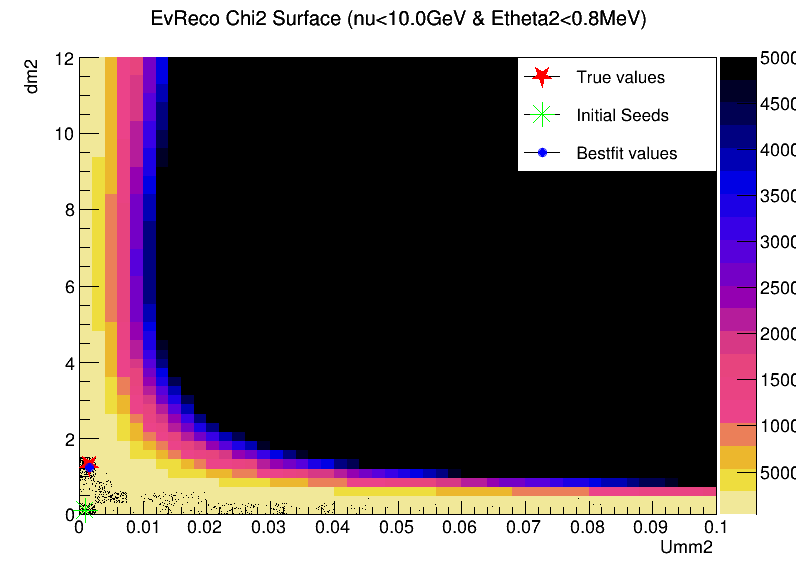 EvReco Chi2 Surface (nu<10.0GeV & Etheta2<0.8MeV)
dm2
12
10
8
6
4
2
0
True values
Initial Seeds
Bestfit values
5000
4500
4000
3500
3000
2500
2000
1500
1000
5000
0 0.01 0.02 0.03 0.04 0.05 0.06 0.07 0.08 0.09 0.1
Umm2